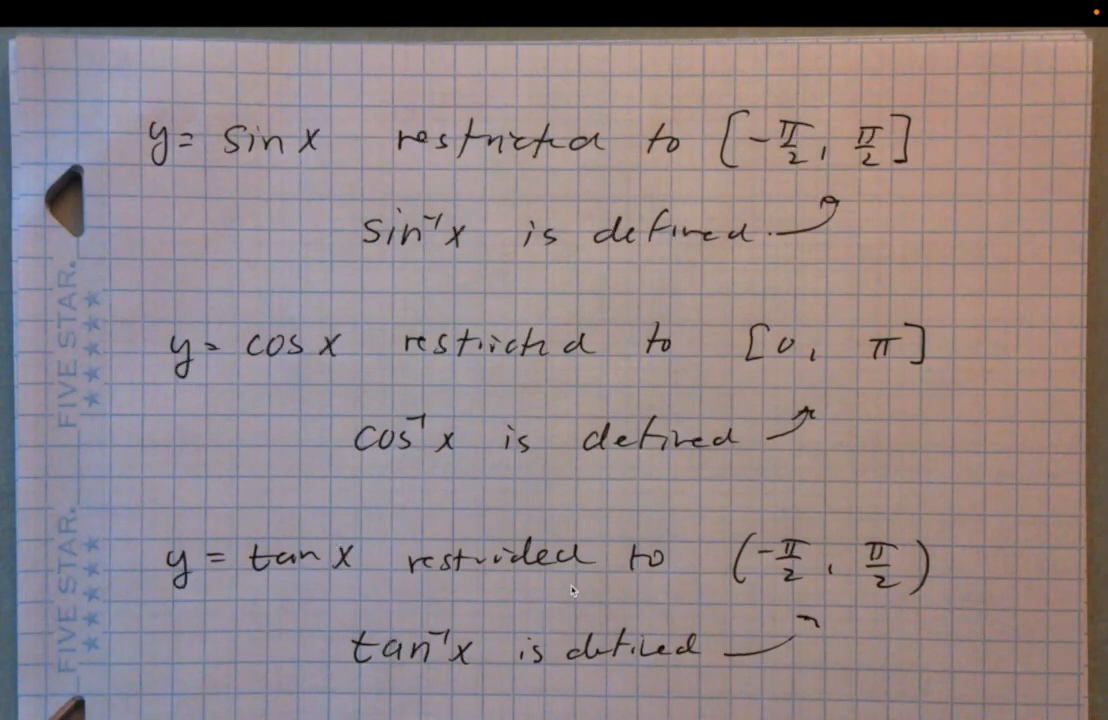 y = sin x restricted to [-π/2, π/2]
sin⁻¹x is defined.
y = cos x restricted to [0, π]
cos⁻¹x is defined
y = tan x restricted to (-π/2, π/2)
tan⁻¹x is defined
FIVE STAR.
FIVE STAR.